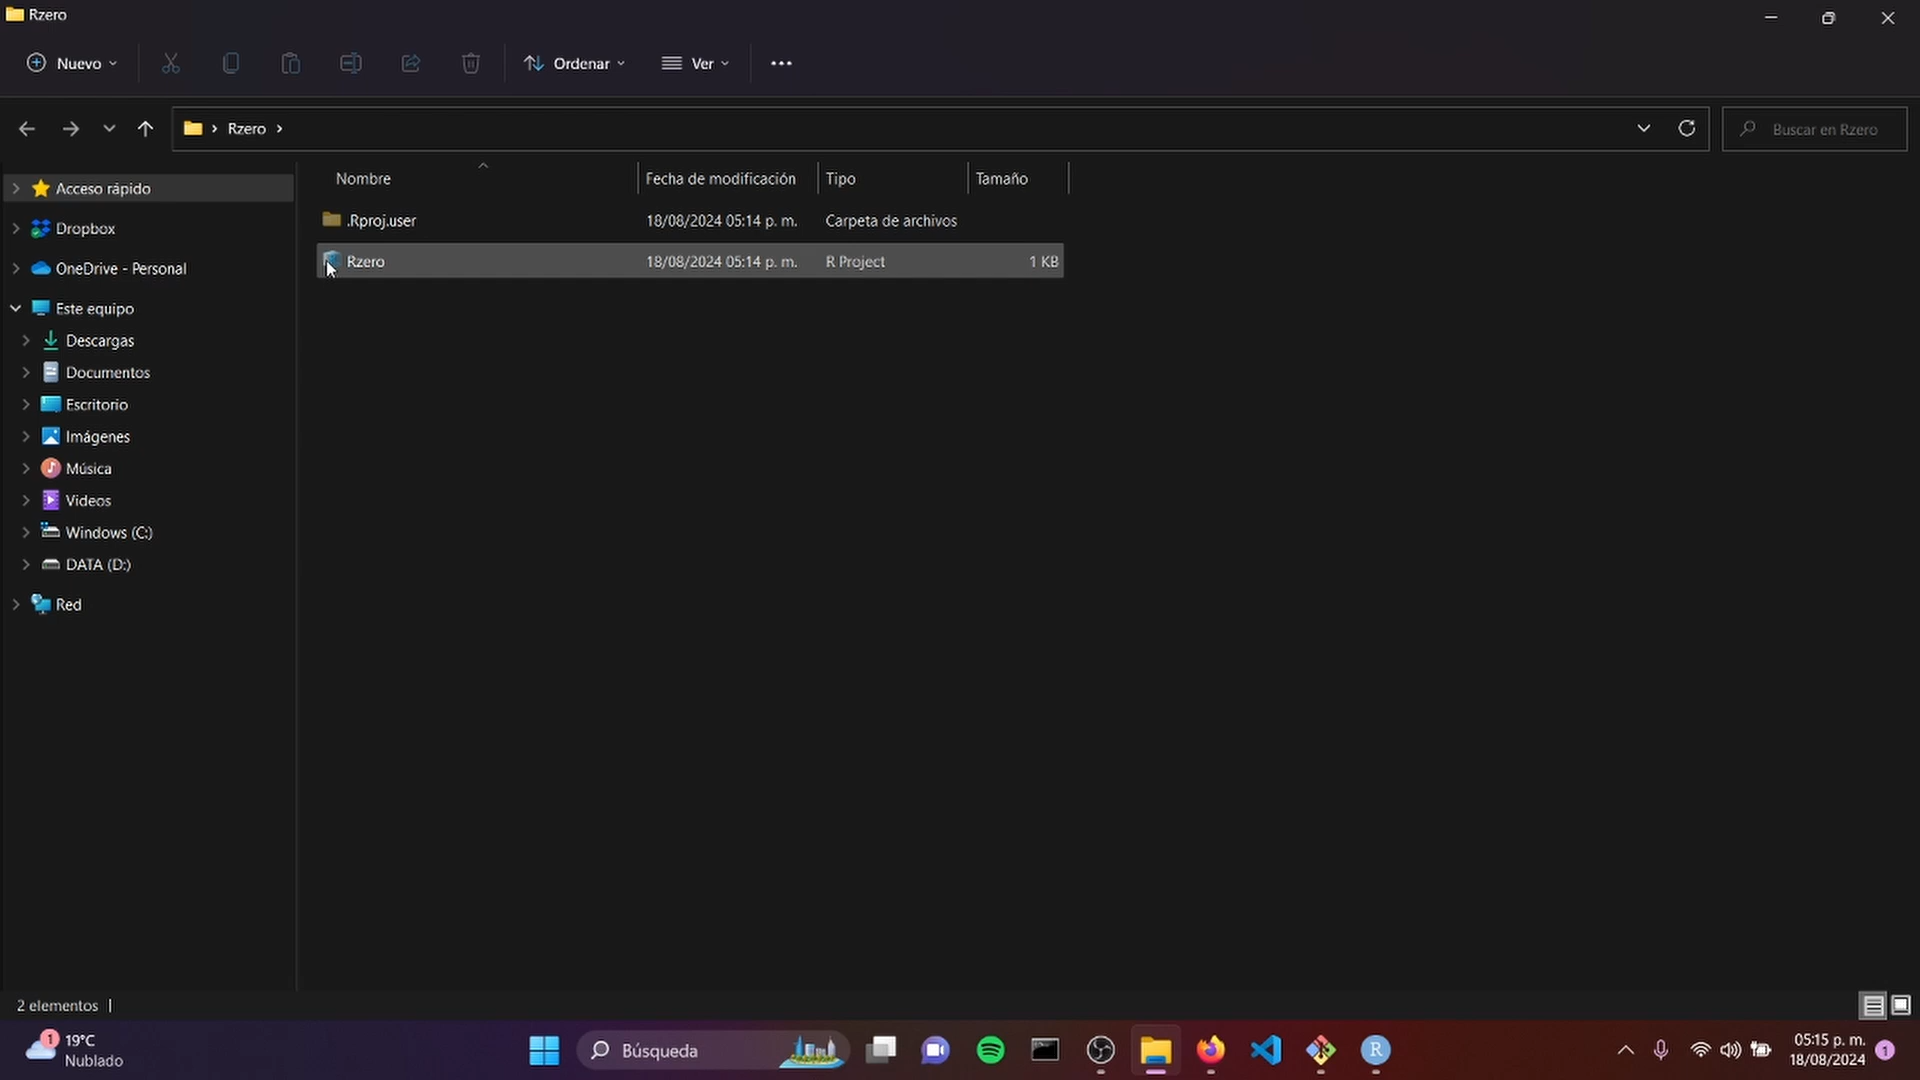 Rzero
Nuevo
Ordenar
Ver
Rzero
Buscar en Rzero
Nombre
Fecha de modificación
Tipo
Tamaño
.Rproj.user
18/08/2024 05:14 p. m.
Carpeta de archivos
Rzero
18/08/2024 05:14 p. m.
R Project
1 KB
Acceso rápido
Dropbox
OneDrive - Personal
Este equipo
Descargas
Documentos
Escritorio
Imágenes
Música
Videos
Windows (C:)
DATA (D:)
Red
2 elementos
1
19°C
Nublado
Búsqueda
R
05:15 p. m.
18/08/2024
1